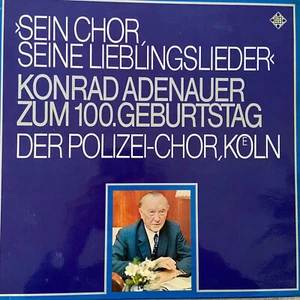 ›SEIN CHOR,
SEINE LIEBLINGSLIEDER‹
KONRAD ADENAUER
ZUM 100. GEBURTSTAG
DER POLIZEI-CHOR, KÖLN